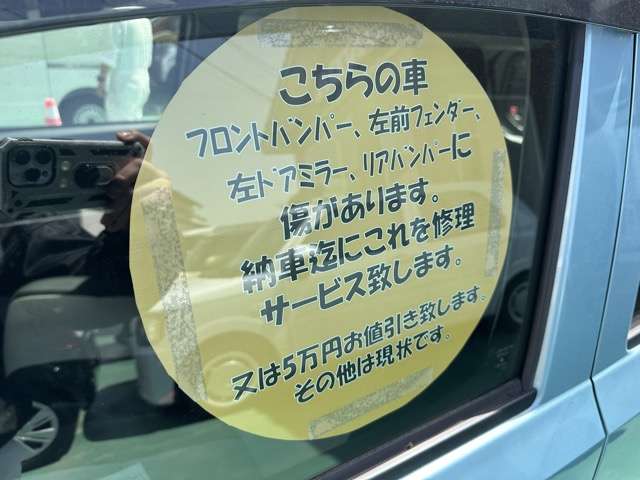 こちらの車
フロントバンパー、左前フェンダー、
左ドアミラー、リアバンパーに
傷があります。
納車迄にこれを修理
サービス致します。
又は5万円お値引き致します。
その他は現状です。